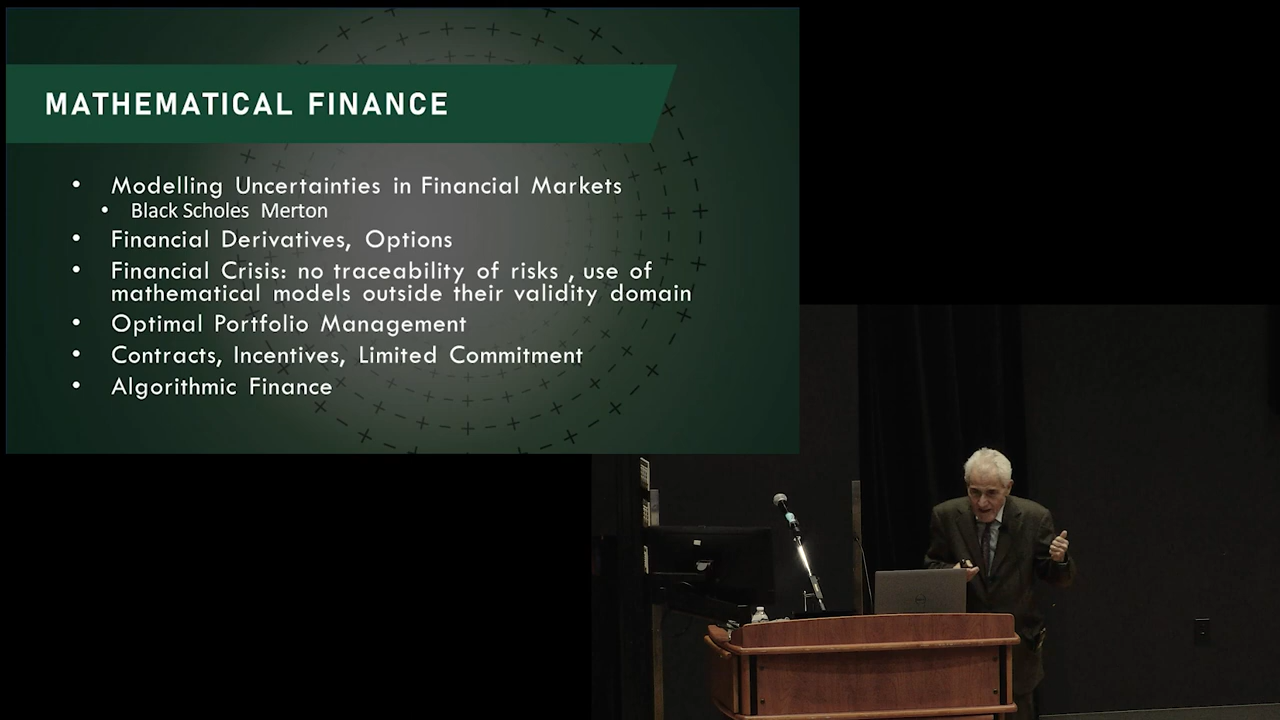 MATHEMATICAL FINANCE
• Modelling Uncertainties in Financial Markets
• Black Scholes Merton
• Financial Derivatives, Options
• Financial Crisis: no traceability of risks , use of
mathematical models outside their validity domain
• Optimal Portfolio Management
• Contracts, Incentives, Limited Commitment
• Algorithmic Finance